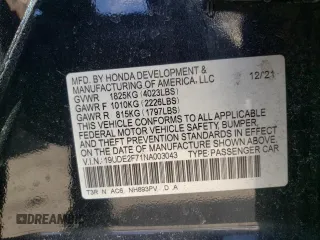 MFD. BY HONDA DEVELOPMENT &
MANUFACTURING OF AMERICA, LLC
12/21
GVWR 1825KG (4023LBS)
GAWR F 1010KG (2226LBS)
GAWR R 815KG (1797LBS)
THIS VEHICLE CONFORMS TO ALL APPLICABLE
FEDERAL MOTOR VEHICLE SAFETY, BUMPER,
AND THEFT PREVENTION STANDARDS IN EFFECT
ON THE DATE OF MANUFACTURE SHOWN ABOVE.
V.I.N.: 19UDE2F71NA003043 TYPE: PASSENGER CAR
T3R N AC6 NH893PV D A